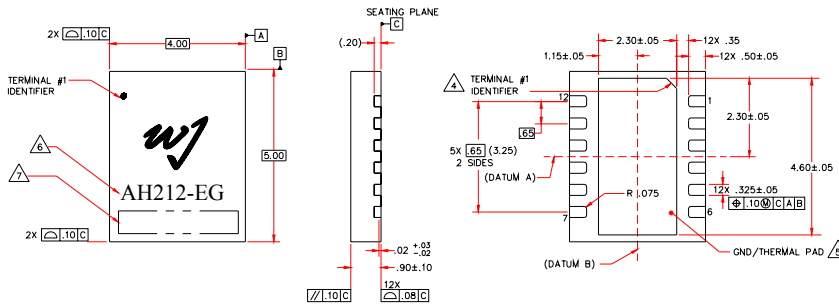 SEATING PLANE
2X ⌓ .10 C
4.00
A
B
C
(.20)
TERMINAL #1
IDENTIFIER
wj
6
7
AH212-EG
5.00
2X ⌓ .10 C
.02 +.03 -.02
.90±.10
12X
// .10 C
⌓ .08 C
2.30±.05
12X .35
1.15±.05
12X .50±.05
4
TERMINAL #1
IDENTIFIER
12
1
.65
2.30±.05
5X .65 (3.25)
2 SIDES
(DATUM A)
4.60±.05
12X .325±.05
⌖ .10 Ⓜ C A B
R .075
7
6
GND/THERMAL PAD
5
(DATUM B)